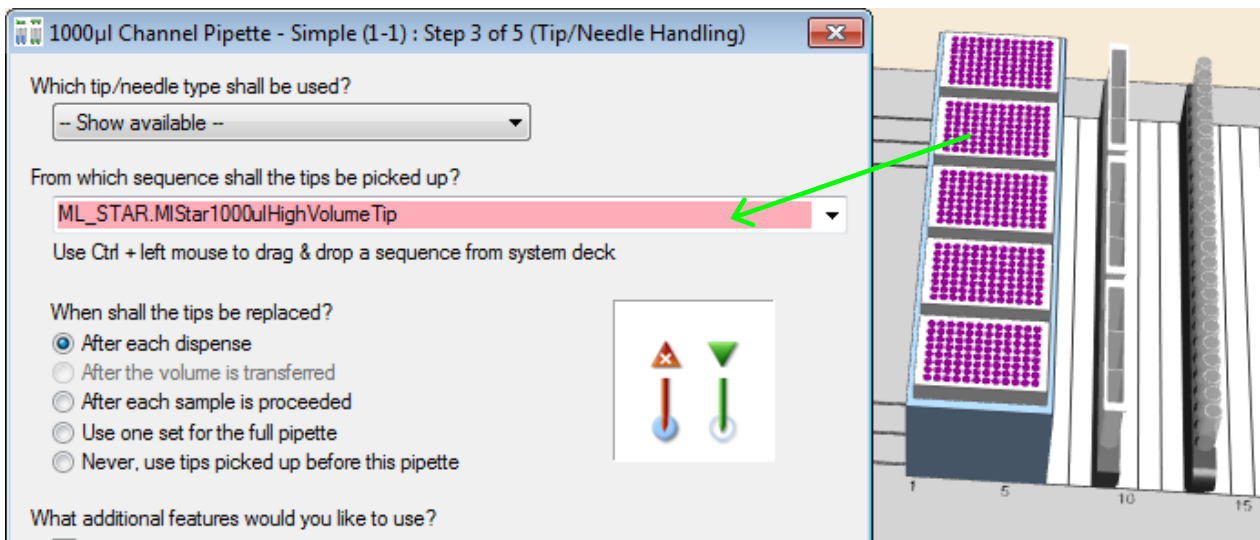 1000µl Channel Pipette - Simple (1-1) : Step 3 of 5 (Tip/Needle Handling)
Which tip/needle type shall be used?
-- Show available --
From which sequence shall the tips be picked up?
ML_STAR.MlStar1000ulHighVolumeTip
Use Ctrl + left mouse to drag & drop a sequence from system deck
When shall the tips be replaced?
After each dispense
After the volume is transferred
After each sample is proceeded
Use one set for the full pipette
Never, use tips picked up before this pipette
What additional features would you like to use?
1
5
10
15